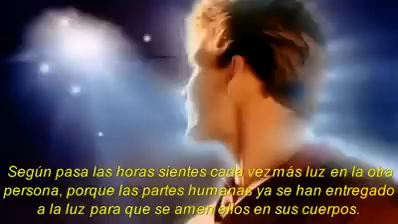 Según pasa las horas sientes cada vez más luz en la otra
persona, porque las partes humanas ya se han entregado
a la luz para que se amen ellos en sus cuerpos.